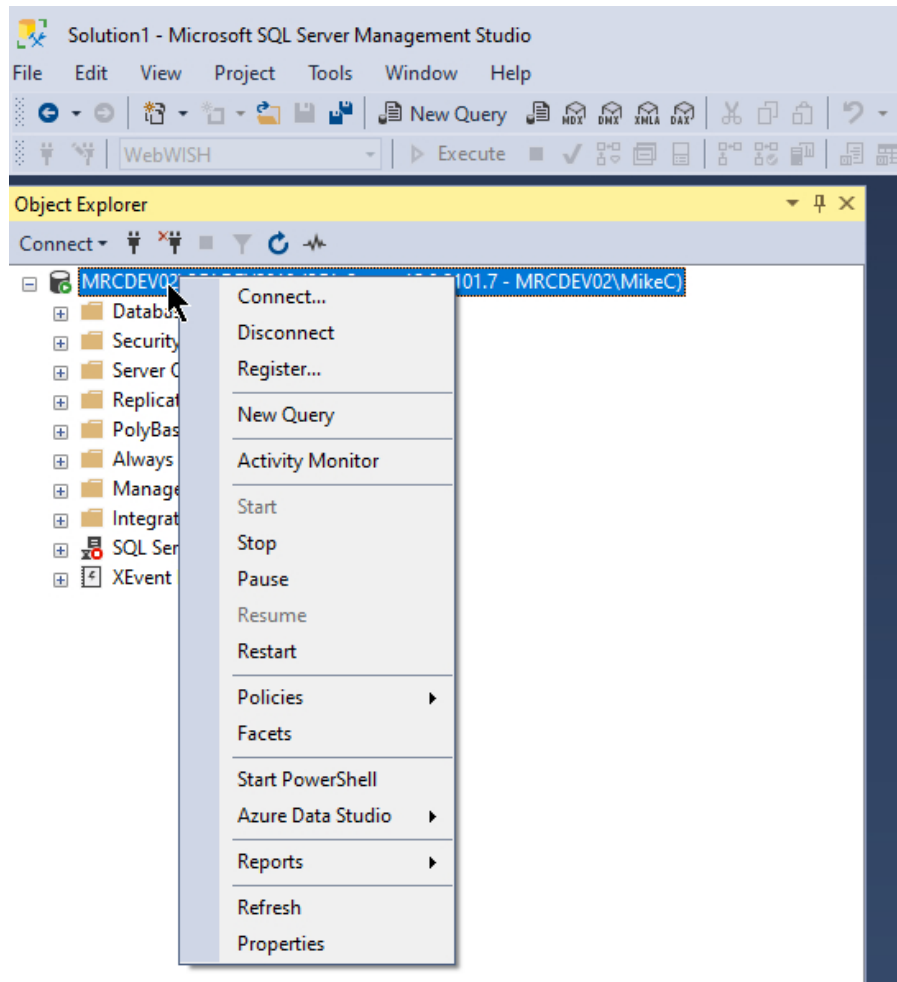 Solution1 - Microsoft SQL Server Management Studio
File Edit View Project Tools Window Help
New Query MDX DMX XMLA DAX
WebWISH Execute
Object Explorer
Connect
MRCDEV02 101.7 - MRCDEV02\MikeC)
Connect...
Databas
Disconnect
Security
Register...
Server
Replicat
New Query
PolyBas
Activity Monitor
Always
Manage
Start
Integrat
Stop
SQL Ser
XEvent
Pause
Resume
Restart
Policies
Facets
Start PowerShell
Azure Data Studio
Reports
Refresh
Properties